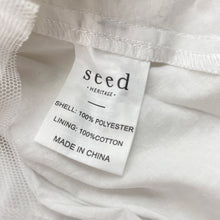 seed
· HERITAGE ·
SHELL: 100% POLYESTER
LINING: 100%COTTON
MADE IN CHINA